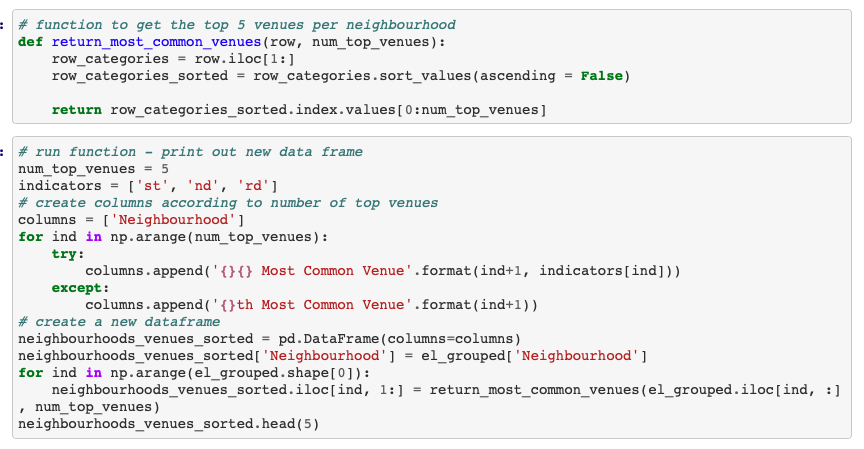 : # function to get the top 5 venues per neighbourhood
def return_most_common_venues(row, num_top_venues):
    row_categories = row.iloc[1:]
    row_categories_sorted = row_categories.sort_values(ascending = False)
    return row_categories_sorted.index.values[0:num_top_venues]
: # run function – print out new data frame
num_top_venues = 5
indicators = ['st', 'nd', 'rd']
# create columns according to number of top venues
columns = ['Neighbourhood']
for ind in np.arange(num_top_venues):
    try:
        columns.append('{}{} Most Common Venue'.format(ind+1, indicators[ind]))
    except:
        columns.append('{}th Most Common Venue'.format(ind+1))
# create a new dataframe
neighbourhoods_venues_sorted = pd.DataFrame(columns=columns)
neighbourhoods_venues_sorted['Neighbourhood'] = el_grouped['Neighbourhood']
for ind in np.arange(el_grouped.shape[0]):
    neighbourhoods_venues_sorted.iloc[ind, 1:] = return_most_common_venues(el_grouped.iloc[ind, :]
, num_top_venues)
neighbourhoods_venues_sorted.head(5)